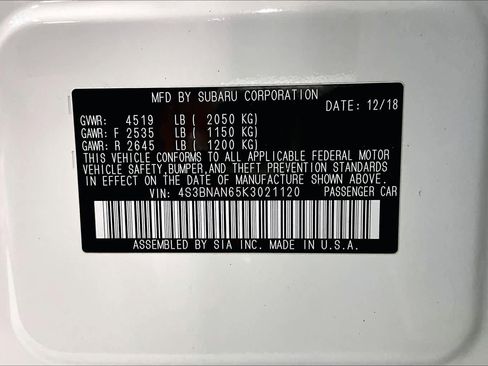 MFD BY SUBARU CORPORATION
DATE: 12/18
GVWR: 4519 LB ( 2050 KG)
GAWR: F 2535 LB ( 1150 KG)
GAWR: R 2645 LB ( 1200 KG)
THIS VEHICLE CONFORMS TO ALL APPLICABLE FEDERAL MOTOR
VEHICLE SAFETY,BUMPER,AND THEFT PREVENTION STANDARDS
IN EFFECT ON THE DATE OF MANUFACTURE SHOWN ABOVE.
VIN: 4S3BNAN65K3021120 PASSENGER CAR
ASSEMBLED BY SIA INC. MADE IN U.S.A.